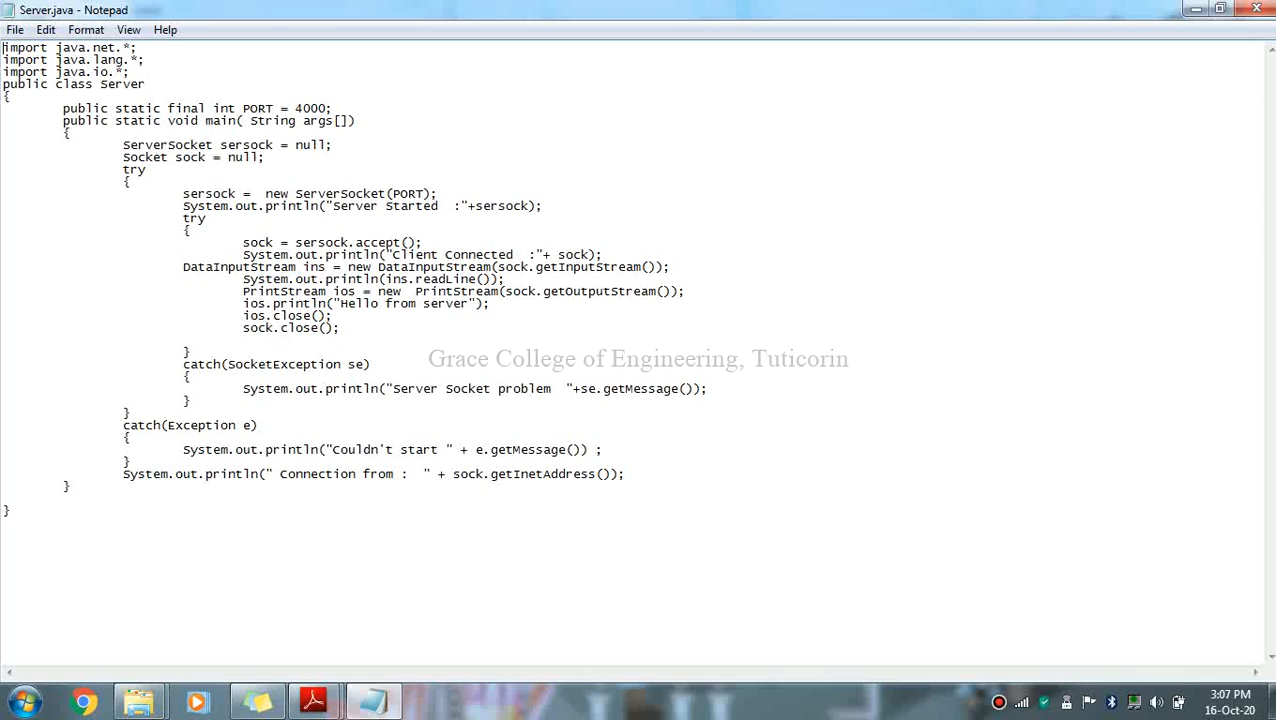 Server.java - Notepad
File Edit Format View Help
import java.net.*;
import java.lang.*;
import java.io.*;
public class Server
{
public static final int PORT = 4000;
public static void main( String args[])
{
ServerSocket sersock = null;
Socket sock = null;
try
{
sersock =  new ServerSocket(PORT);
System.out.println("Server Started  :"+sersock);
try
{
sock = sersock.accept();
System.out.println("Client Connected  :"+ sock);
DataInputStream ins = new DataInputStream(sock.getInputStream());
System.out.println(ins.readLine());
PrintStream ios = new  PrintStream(sock.getOutputStream());
ios.println("Hello from server");
ios.close();
sock.close();
}
Grace College of Engineering, Tuticorin
catch(SocketException se)
{
System.out.println("Server Socket problem  "+se.getMessage());
}
}
catch(Exception e)
{
System.out.println("Couldn't start " + e.getMessage()) ;
}
System.out.println(" Connection from :  " + sock.getInetAddress());
}
}
3:07 PM
16-Oct-20